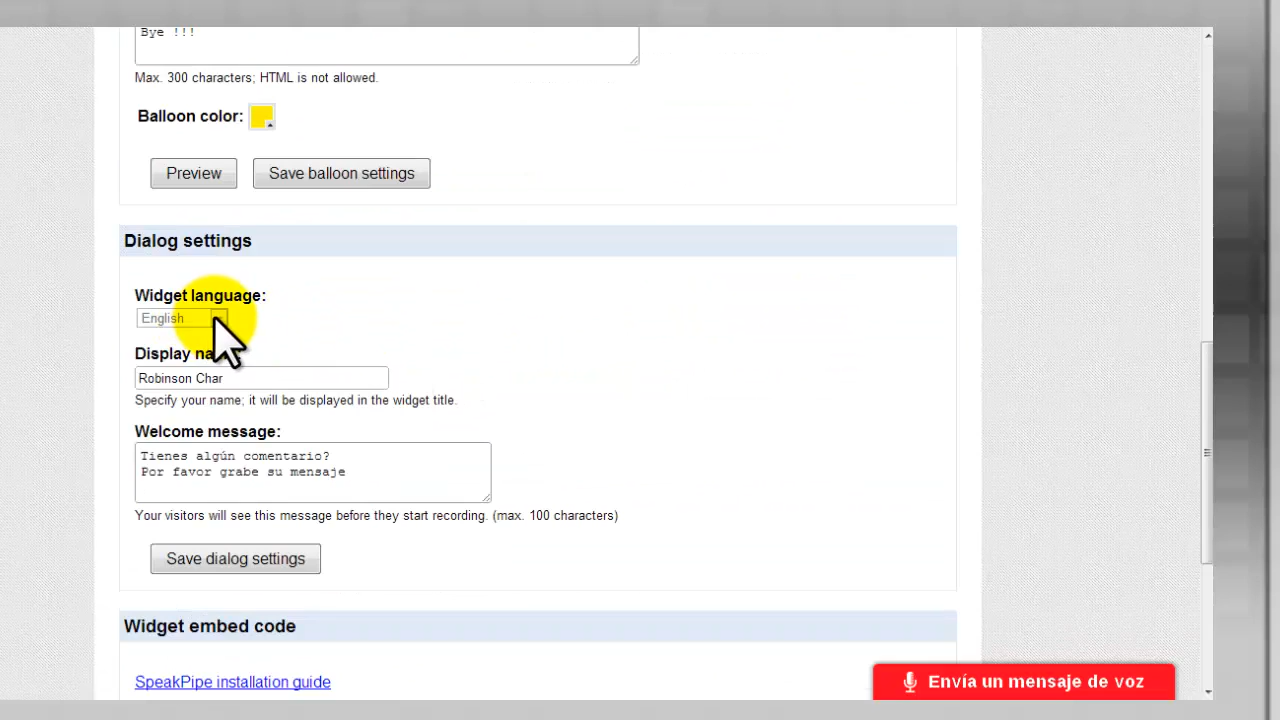 Bye !!!
Max. 300 characters; HTML is not allowed.
Balloon color:
Preview Save balloon settings
Dialog settings
Widget language:
English
Display na
Robinson Char
Specify your name; it will be displayed in the widget title.
Welcome message:
Tienes algún comentario?
Por favor grabe su mensaje
Your visitors will see this message before they start recording. (max. 100 characters)
Save dialog settings
Widget embed code
SpeakPipe installation guide
Envía un mensaje de voz